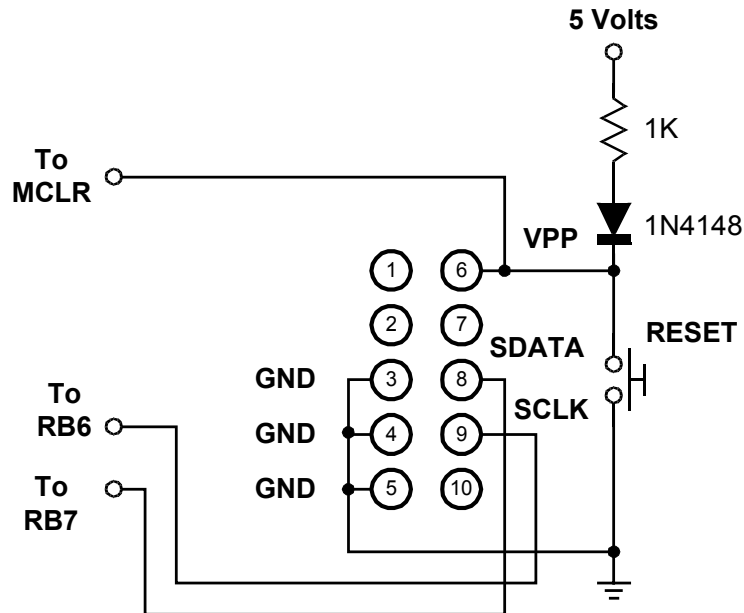 5 Volts
1K
To
MCLR
1N4148
VPP
1
6
2
7
RESET
SDATA
GND
3
8
To
RB6
SCLK
GND
4
9
To
RB7
GND
5
10